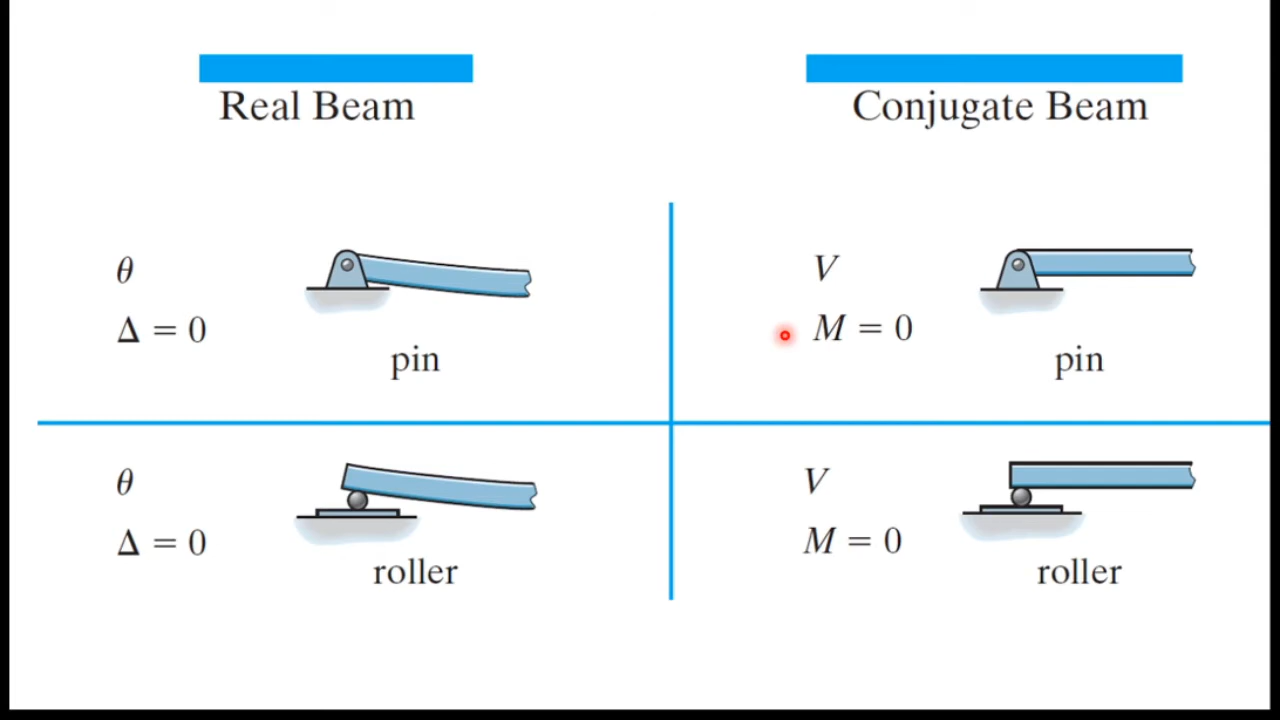 Real Beam
Conjugate Beam
θ
Δ = 0
pin
V
M = 0
pin
θ
Δ = 0
roller
V
M = 0
roller